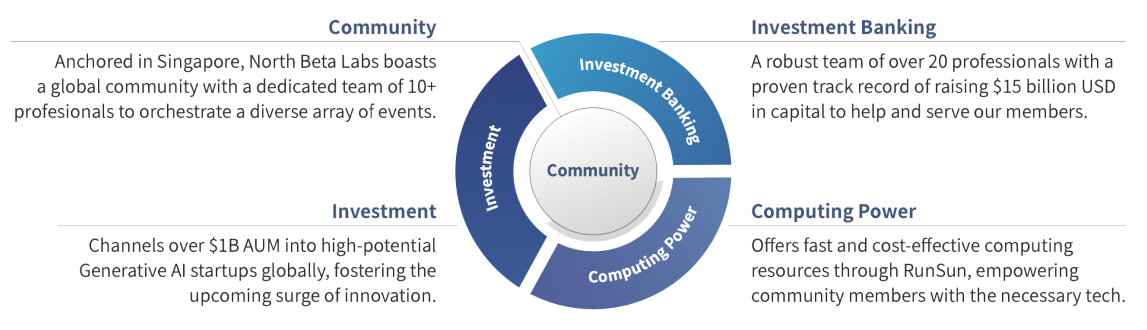 Community
Anchored in Singapore, North Beta Labs boasts
a global community with a dedicated team of 10+
profesionals to orchestrate a diverse array of events.
Investment Banking
A robust team of over 20 professionals with a
proven track record of raising $15 billion USD
in capital to help and serve our members.
Investment Banking
Investment
Community
Computing Power
Investment
Channels over $1B AUM into high-potential
Generative AI startups globally, fostering the
upcoming surge of innovation.
Computing Power
Offers fast and cost-effective computing
resources through RunSun, empowering
community members with the necessary tech.